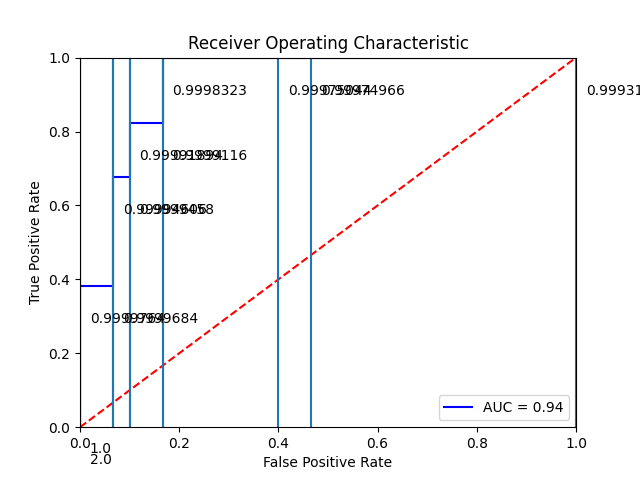 Receiver Operating Characteristic
1.0
0.8
0.6
0.4
0.2
0.0
True Positive Rate
0.9998323
0.99931
AUC = 0.94
0.0 0.2 0.4 0.6 0.8 1.0
1.0
2.0
False Positive Rate